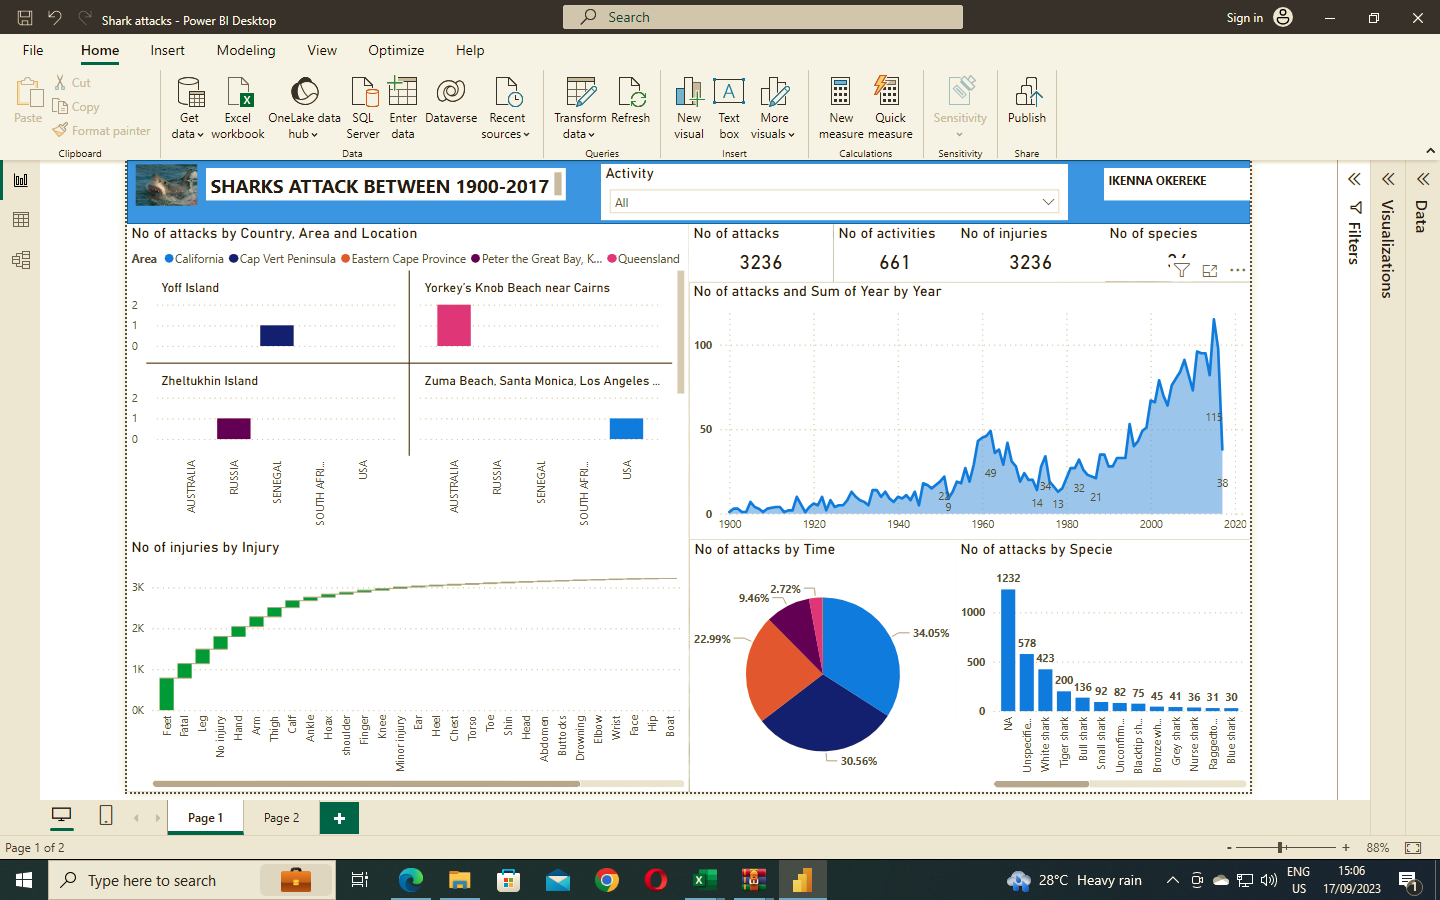 Shark attacks - Power BI Desktop
Search
Sign in
File Home Insert Modeling View Optimize Help
Paste
Cut
Copy
Format painter
Clipboard
Get data
Excel workbook
OneLake data hub
SQL Server
Enter data
Dataverse
Recent sources
Data
Transform data
Refresh
Queries
New visual
Text box
More visuals
Insert
New measure
Quick measure
Calculations
Sensitivity
Sensitivity
Publish
Share
SHARKS ATTACK BETWEEN 1900-2017
Activity
All
IKENNA OKEREKE
No of attacks by Country, Area and Location
Area California Cap Vert Peninsula Eastern Cape Province Peter the Great Bay, K... Queensland
Yoff Island
Yorkey's Knob Beach near Cairns
2
1
0
Zheltukhin Island
Zuma Beach, Santa Monica, Los Angeles ...
2
1
0
AUSTRALIA
RUSSIA
SENEGAL
SOUTH AFRI...
USA
AUSTRALIA
RUSSIA
SENEGAL
SOUTH AFRI...
USA
No of attacks
3236
No of activities
661
No of injuries
3236
No of species
No of attacks and Sum of Year by Year
100
50
0
49
34
14
13
32
21
115
38
9
1900 1920 1940 1960 1980 2000 2020
No of injuries by Injury
3K
2K
1K
0K
Feet
Fatal
Leg
No injury
Hand
Arm
Thigh
Calf
Ankle
Hoax
shoulder
Finger
Knee
Minor injury
Ear
Heel
Chest
Torso
Toe
Shin
Head
Abdomen
Buttocks
Drowning
Elbow
Wrist
Face
Hip
Boat
No of attacks by Time
2.72%
9.46%
22.99%
34.05%
30.56%
No of attacks by Specie
1000
500
0
1232
578
423
200
136
92
82
75
45
41
36
31
30
NA
Unspecifie...
White shark
Tiger shark
Bull shark
Small shark
Unconfirm...
Blacktip sh...
Bronze wh...
Grey shark
Nurse shark
Raggedto...
Blue shark
Filters
Visualizations
Data
Page 1
Page 2
Page 1 of 2
88%
Type here to search
28°C Heavy rain
ENG
US
15:06
17/09/2023
1